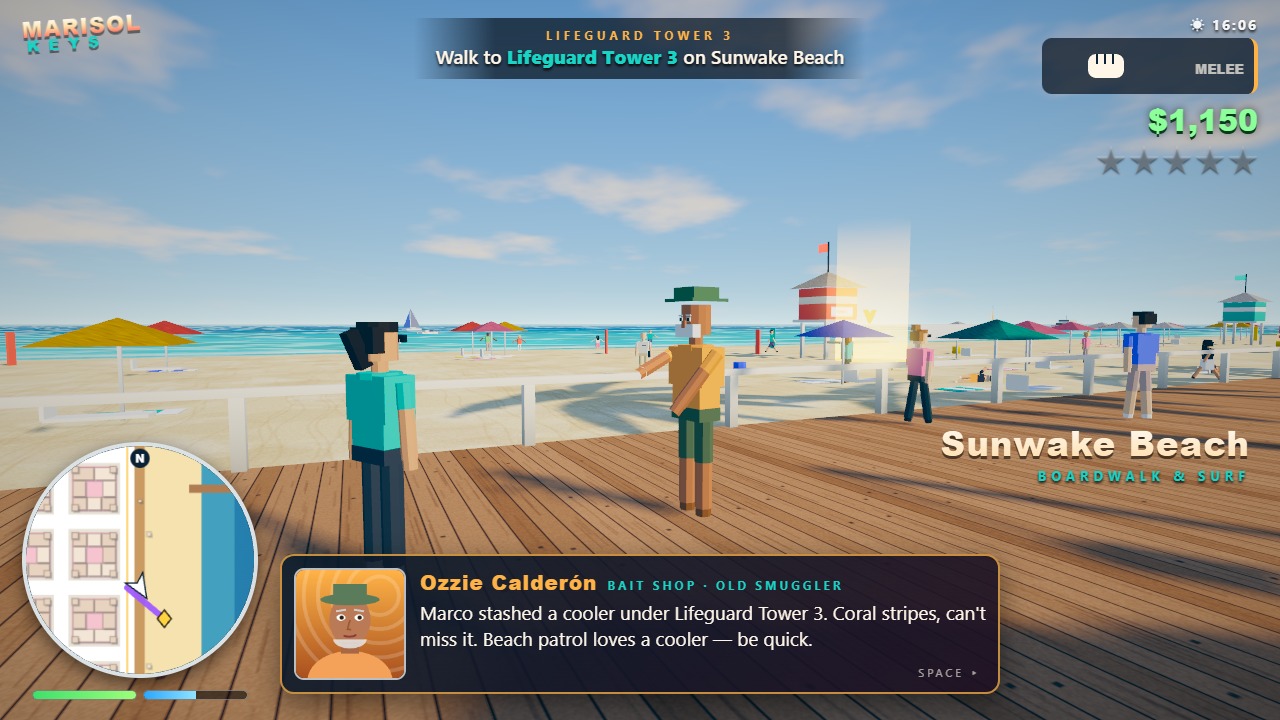 MARISOL
KEYS
LIFEGUARD TOWER 3
Walk to Lifeguard Tower 3 on Sunwake Beach
16:06
MELEE
$1,150
Sunwake Beach
BOARDWALK & SURF
N
Ozzie Calderón BAIT SHOP · OLD SMUGGLER
Marco stashed a cooler under Lifeguard Tower 3. Coral stripes, can't
miss it. Beach patrol loves a cooler — be quick.
SPACE